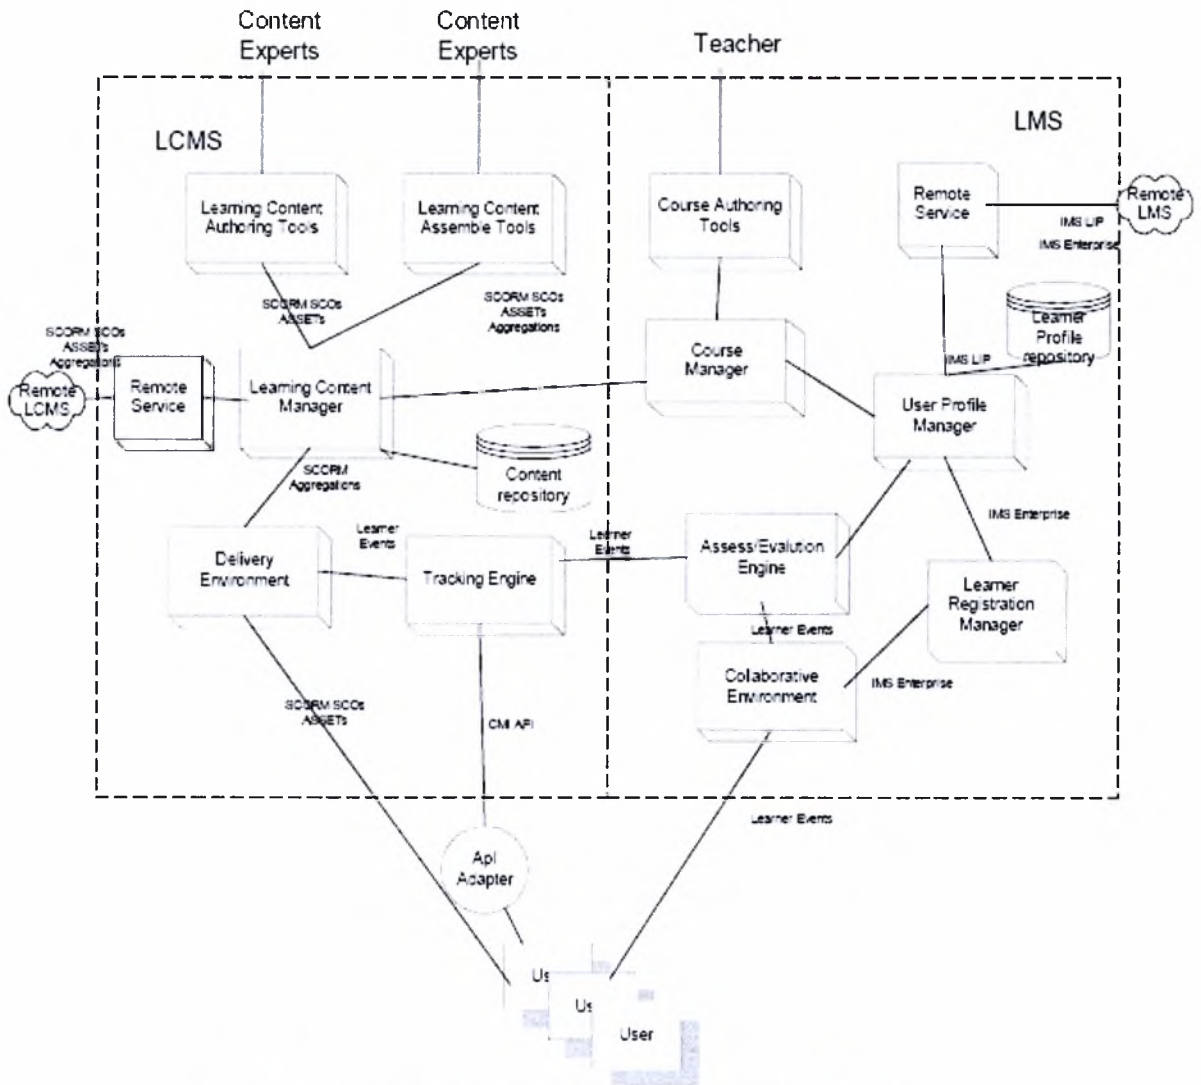 Content
Experts
Content
Experts
Teacher
LCMS
LMS
Learning Content
Authoring Tools
Learning Content
Assemble Tools
Course Authoring
Tools
Remote
Service
Remote
LMS
IMS LIP
IMS Enterprise
SCORM SCOs
ASSETs
SCORM SCOs
ASSETs
Aggregations
SCORM SCOs
ASSETs
Aggregations
Learner
Profile
repository
Course
Manager
IMS LIP
Remote
LCMS
Remote
Service
Learning Content
Manager
User Profile
Manager
SCORM
Aggregations
Content
repository
IMS Enterprise
Learner
Events
Learner
Events
Delivery
Environment
Tracking Engine
Assess/Evalution
Engine
Learner
Registration
Manager
Learner Events
Collaborative
Environment
IMS Enterprise
SCORM SCOs
ASSETs
CMI API
Learner Events
Api
Adapter
Us
Us
User